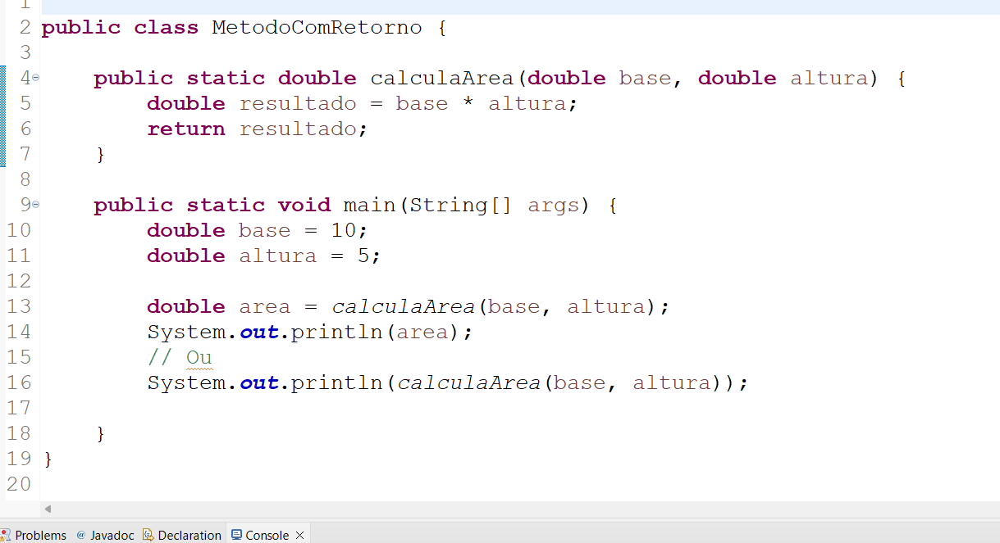 1
2 public class MetodoComRetorno {
3
4 public static double calculaArea(double base, double altura) {
5 double resultado = base * altura;
6 return resultado;
7 }
8
9 public static void main(String[] args) {
10 double base = 10;
11 double altura = 5;
12
13 double area = calculaArea(base, altura);
14 System.out.println(area);
15 // Ou
16 System.out.println(calculaArea(base, altura));
17
18 }
19 }
20
Problems @ Javadoc Declaration Console